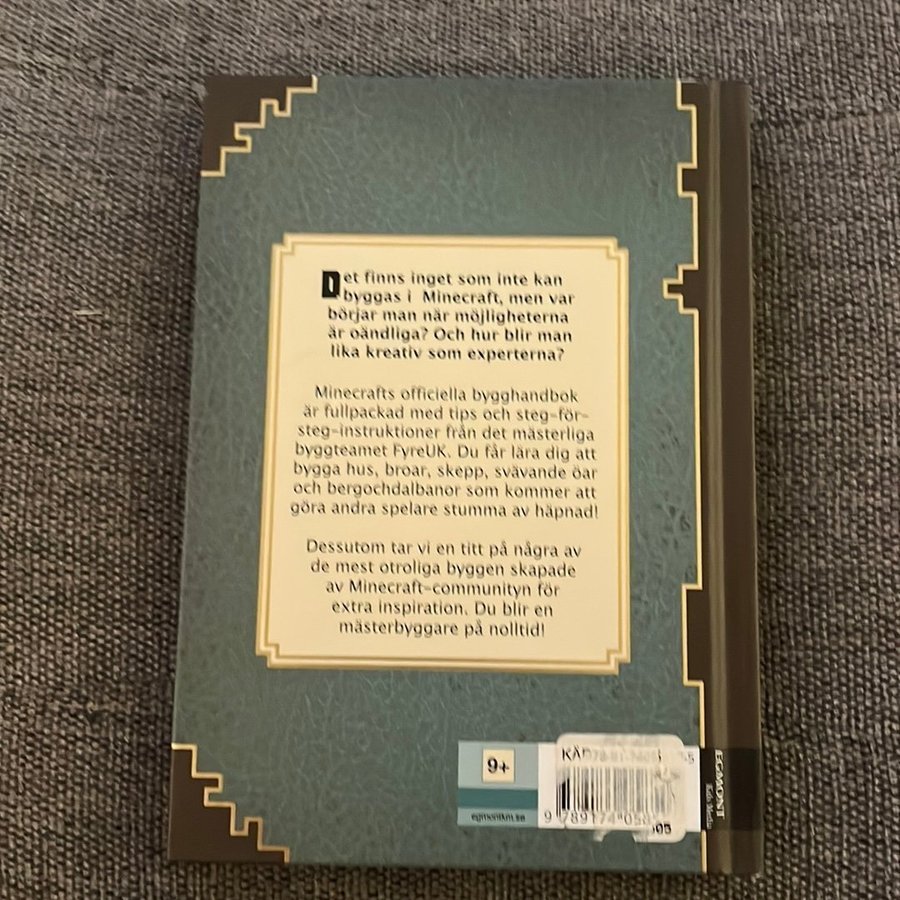 Det finns inget som inte kan
byggas i Minecraft, men var
börjar man när möjligheterna
är oändliga? Och hur blir man
lika kreativ som experterna?
Minecrafts officiella bygghandbok
är fullpackad med tips och steg-för-
steg-instruktioner från det mästerliga
byggteamet FyreUK. Du får lära dig att
bygga hus, broar, skepp, svävande öar
och bergochdalbanor som kommer att
göra andra spelare stumma av häpnad!
Dessutom tar vi en titt på några av
de mest otroliga byggen skapade
av Minecraft-communityn för
extra inspiration. Du blir en
mästerbyggare på nolltid!
9+
egmontkm.se
EGMONT
Kids Media